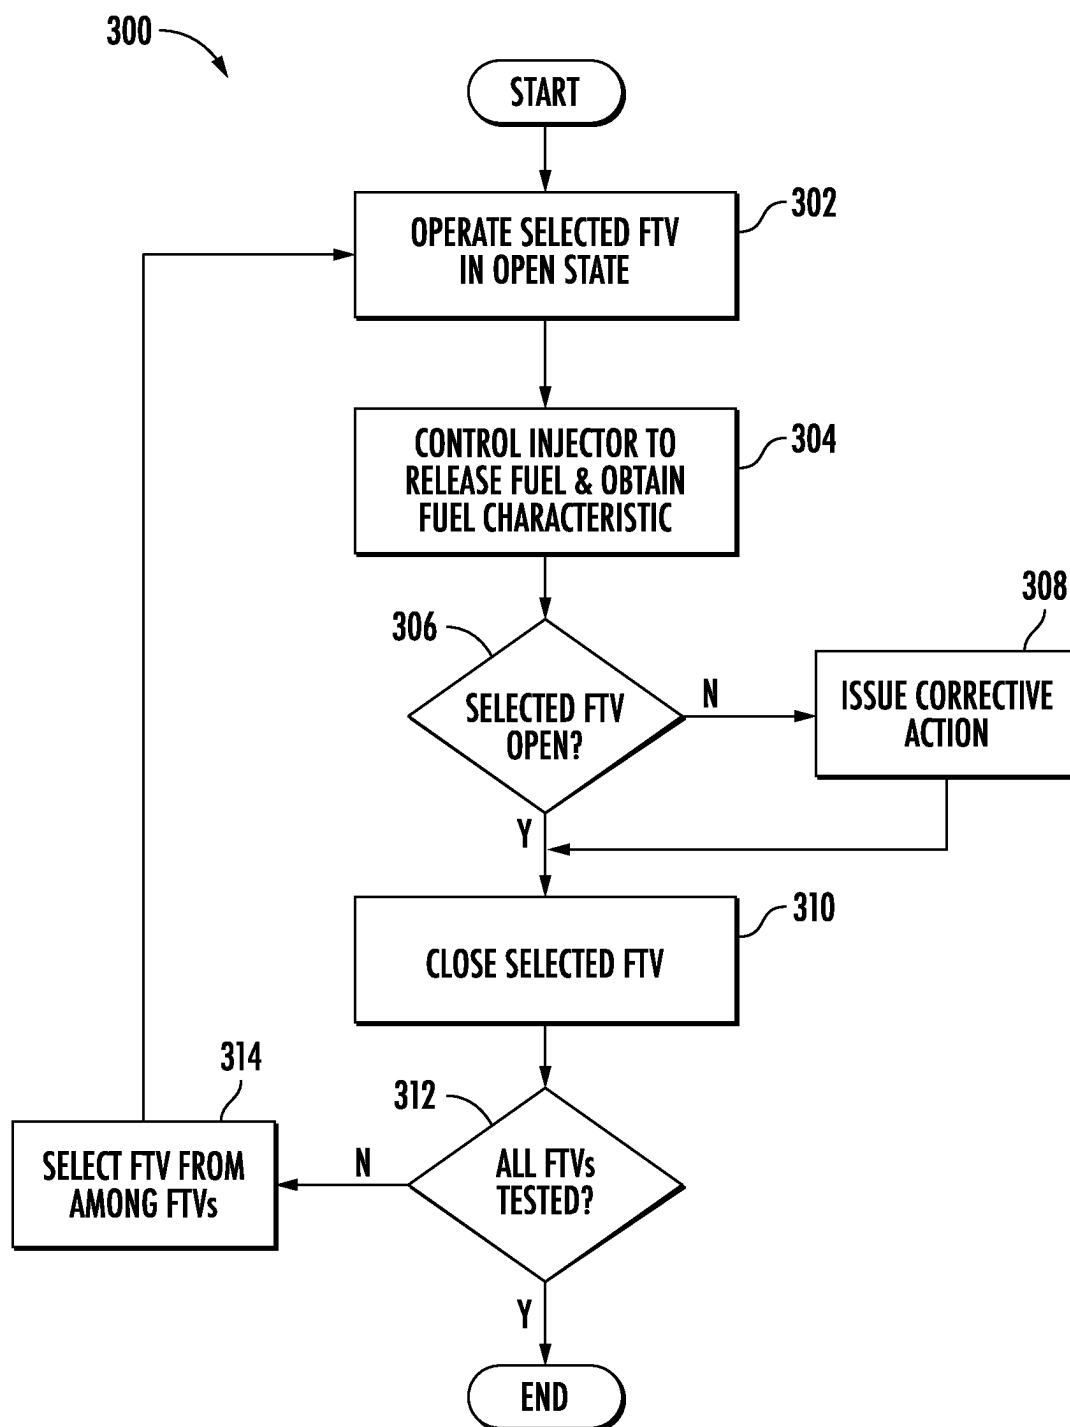 300
START
302
OPERATE SELECTED FTV
IN OPEN STATE
304
CONTROL INJECTOR TO
RELEASE FUEL & OBTAIN
FUEL CHARACTERISTIC
306
SELECTED FTV
OPEN?
N
308
ISSUE CORRECTIVE
ACTION
Y
310
CLOSE SELECTED FTV
312
ALL FTVs
TESTED?
N
314
SELECT FTV FROM
AMONG FTVs
Y
END